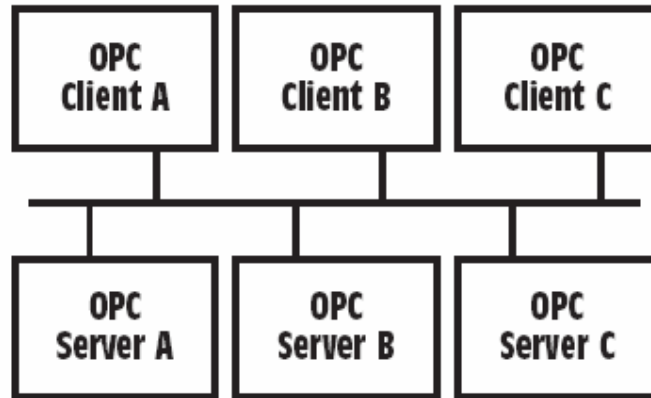 OPC
Client A
OPC
Client B
OPC
Client C
OPC
Server A
OPC
Server B
OPC
Server C